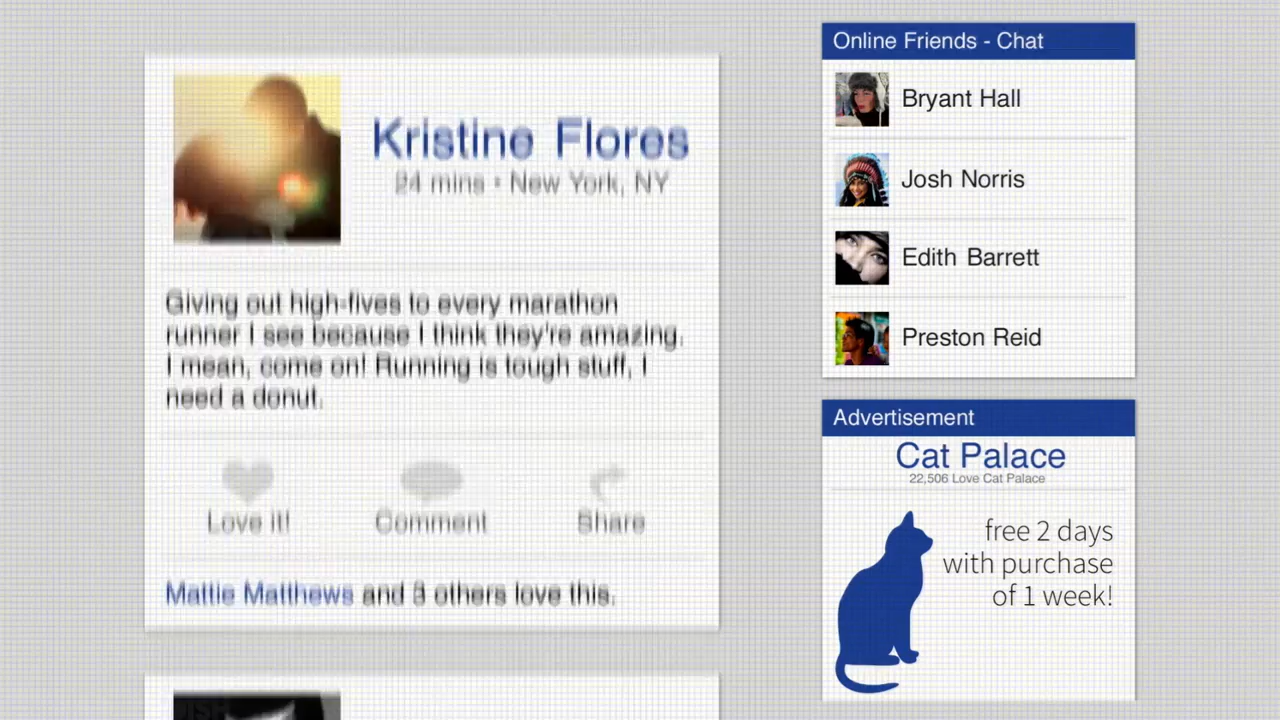 Kristine Flores
24 mins • New York, NY
Giving out high-fives to every marathon
runner I see because I think they're amazing.
I mean, come on! Running is tough stuff, I
need a donut.
Love it!
Comment
Share
Mattie Matthews and 3 others love this.
Online Friends - Chat
Bryant Hall
Josh Norris
Edith Barrett
Preston Reid
Advertisement
Cat Palace
22,506 Love Cat Palace
free 2 days
with purchase
of 1 week!